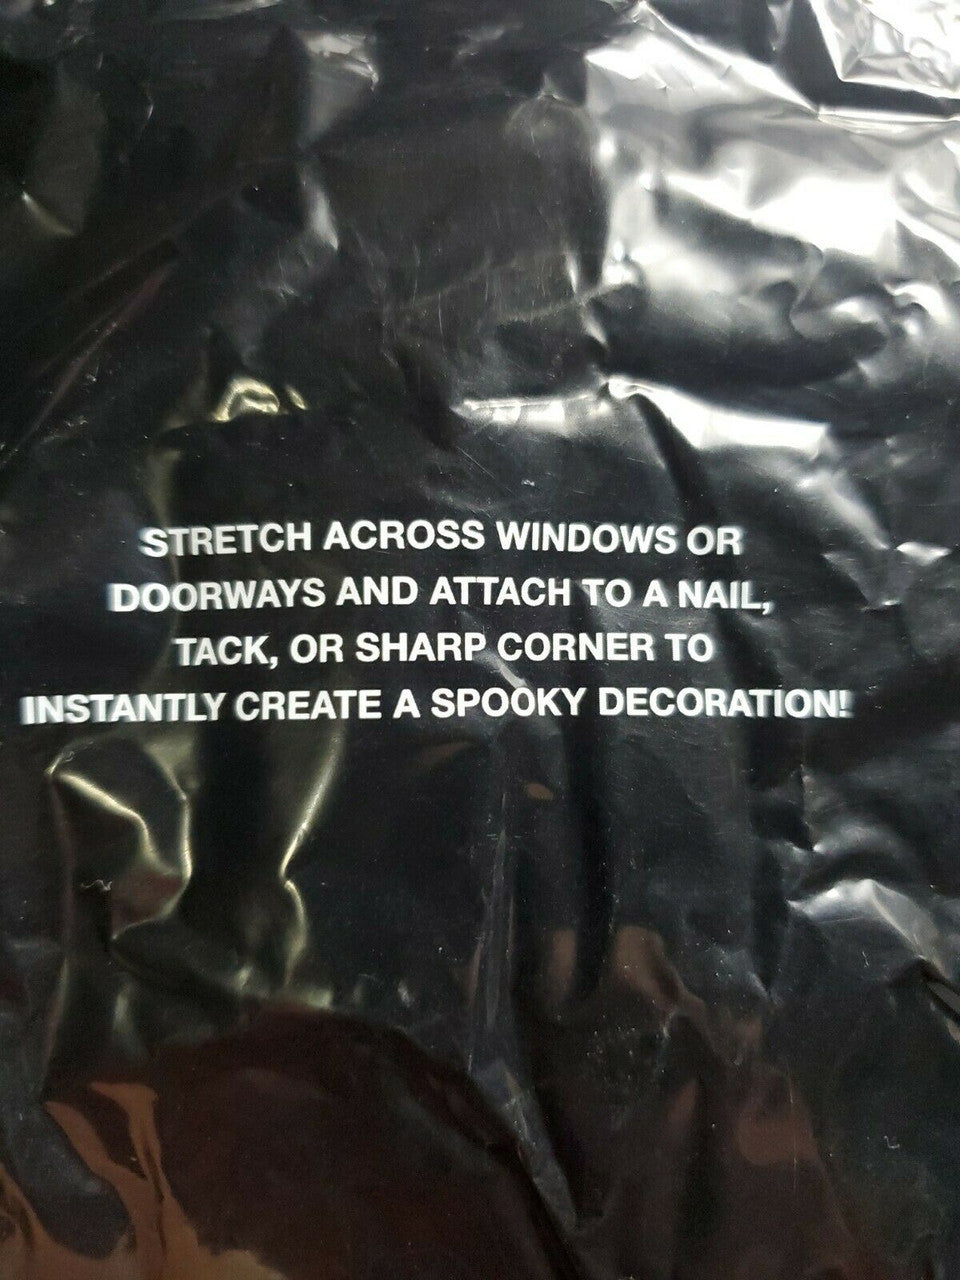 STRETCH ACROSS WINDOWS OR
DOORWAYS AND ATTACH TO A NAIL,
TACK, OR SHARP CORNER TO
INSTANTLY CREATE A SPOOKY DECORATION!